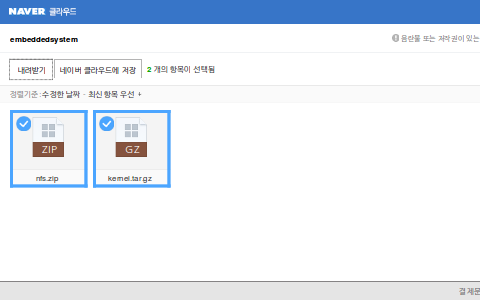 NAVER 클라우드
embeddedsystem
! 음란물 또는 저작권이 있는
내려받기 네이버 클라우드에 저장 2 개의 항목이 선택됨
정렬기준 : 수정한 날짜 - 최신 항목 우선
ZIP GZ
nfs.zip kernel.tar.gz
결제문